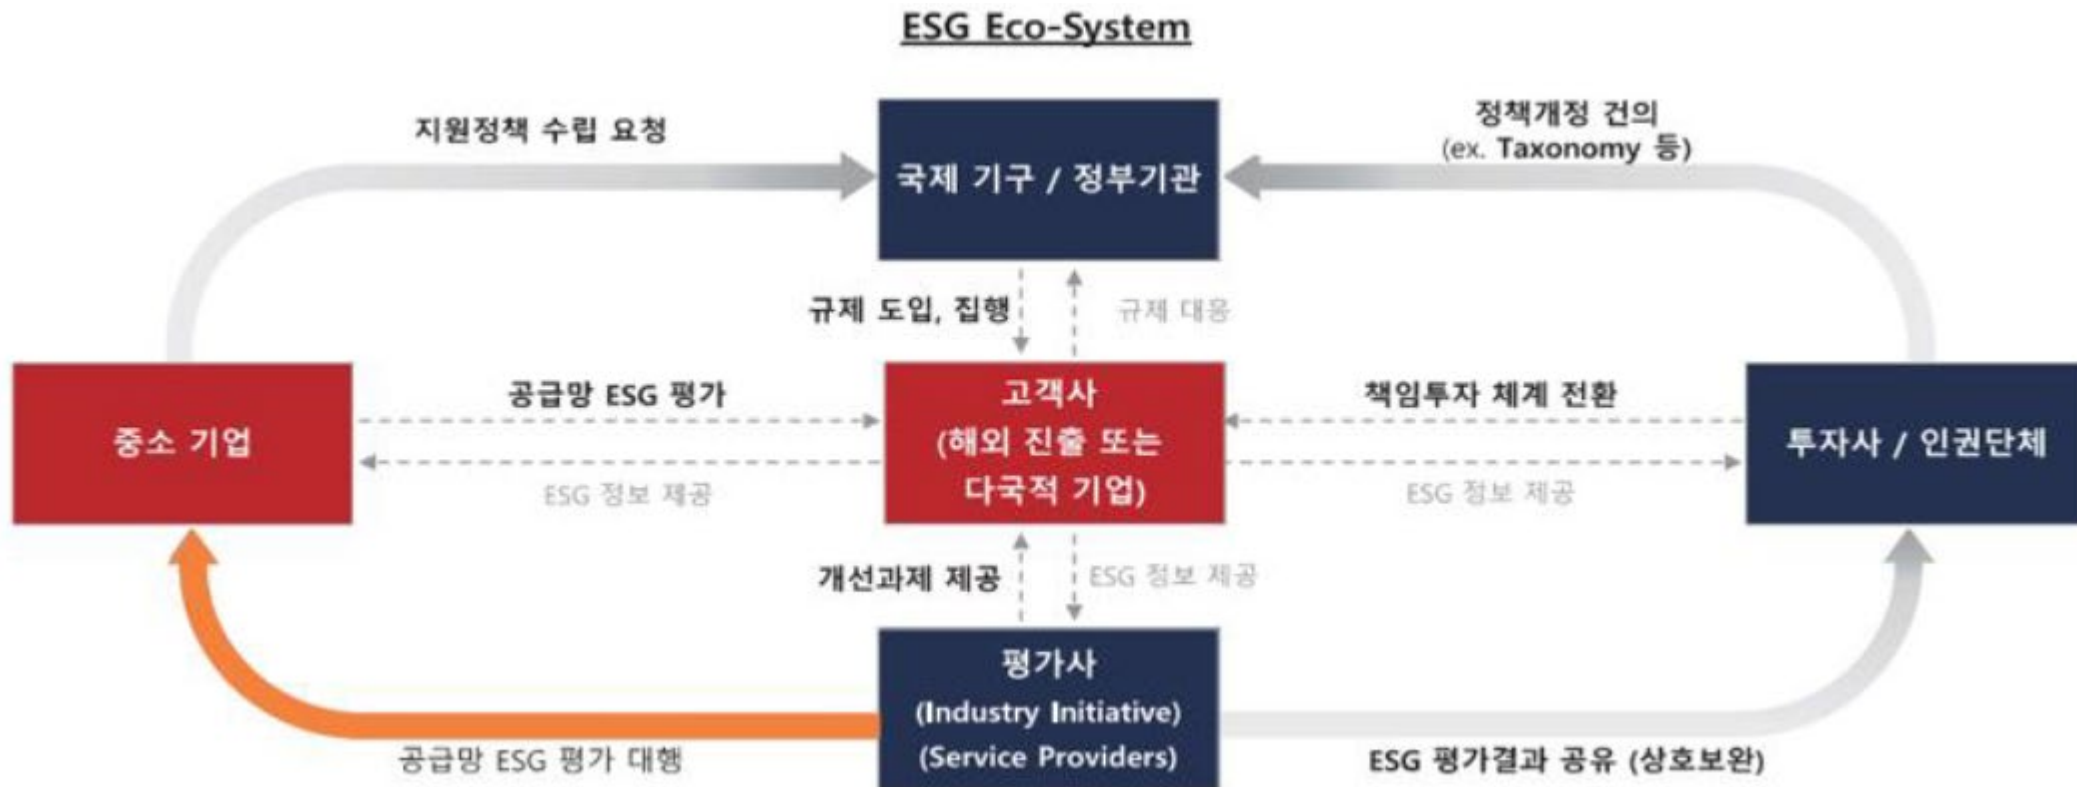 ESG Eco-System
지원정책 수립 요청
정책개정 건의
(ex. Taxonomy 등)
국제 기구 / 정부기관
규제 도입, 집행
규제 대응
중소 기업
공급망 ESG 평가
ESG 정보 제공
고객사
(해외 진출 또는
다국적 기업)
책임투자 체계 전환
ESG 정보 제공
투자사 / 인권단체
개선과제 제공
ESG 정보 제공
평가사
(Industry Initiative)
(Service Providers)
공급망 ESG 평가 대행
ESG 평가결과 공유 (상호보완)